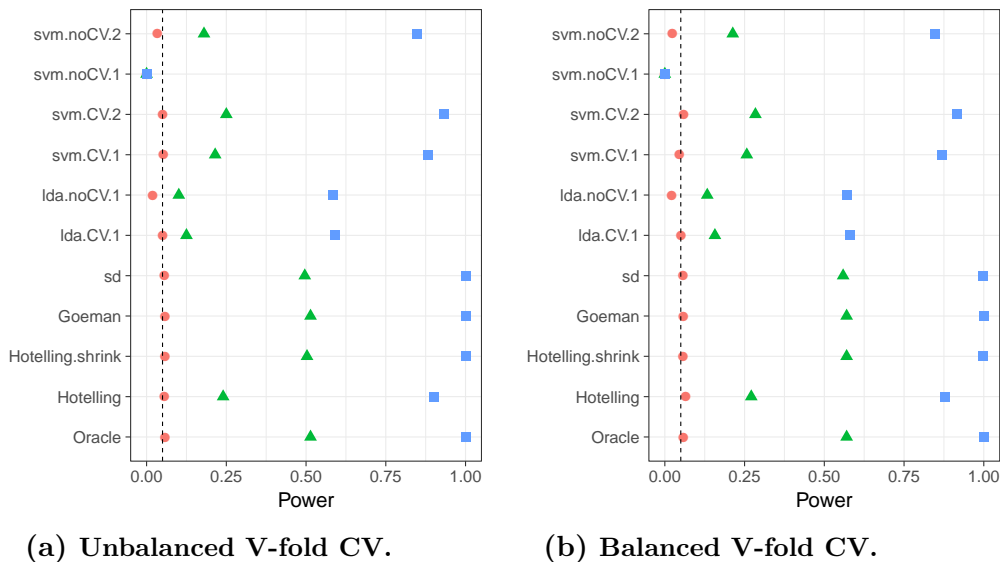 svm.noCV.2
svm.noCV.1
svm.CV.2
svm.CV.1
lda.noCV.1
lda.CV.1
sd
Goeman
Hotelling.shrink
Hotelling
Oracle
0.00 0.25 0.50 0.75 1.00
Power
(a) Unbalanced V-fold CV.
svm.noCV.2
svm.noCV.1
svm.CV.2
svm.CV.1
lda.noCV.1
lda.CV.1
sd
Goeman
Hotelling.shrink
Hotelling
Oracle
0.00 0.25 0.50 0.75 1.00
Power
(b) Balanced V-fold CV.